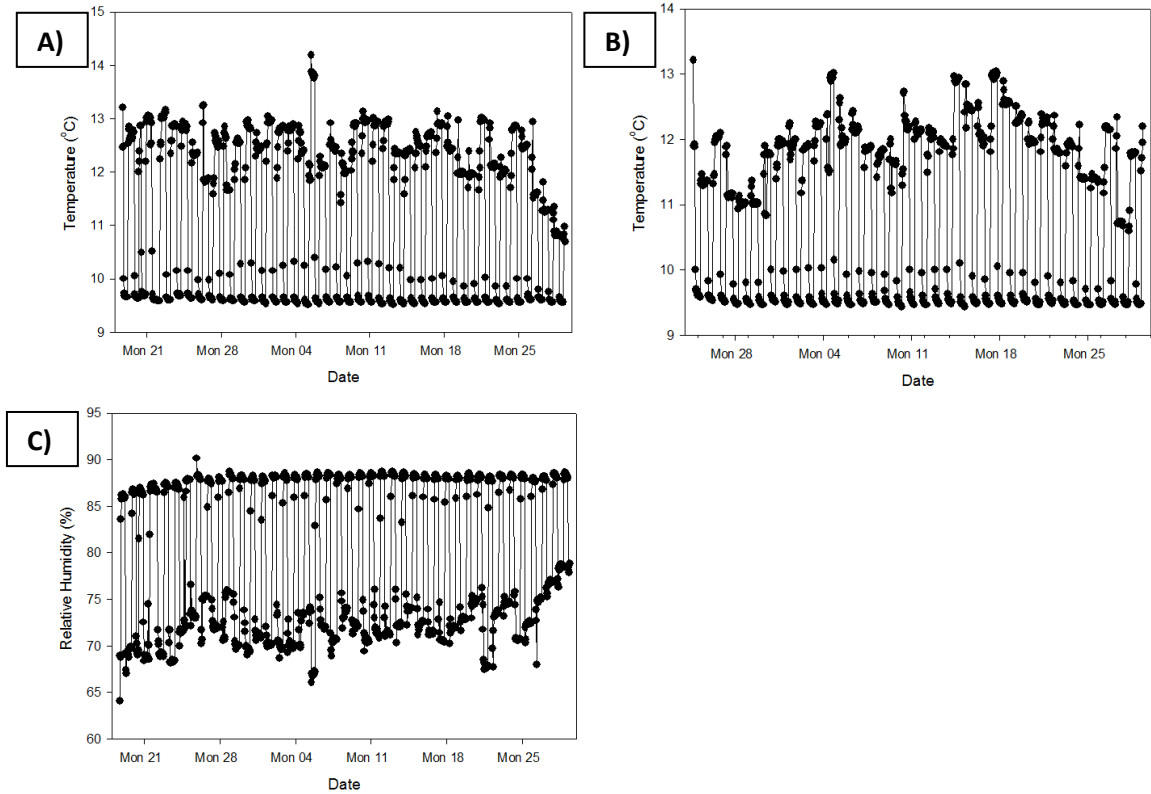 A)
15
14
13
12
11
10
9
Temperature (°C)
Mon 21 Mon 28 Mon 04 Mon 11 Mon 18 Mon 25
Date
B)
14
13
12
11
10
9
Temperature (°C)
Mon 28 Mon 04 Mon 11 Mon 18 Mon 25
Date
C)
95
90
85
80
75
70
65
60
Relative Humidity (%)
Mon 21 Mon 28 Mon 04 Mon 11 Mon 18 Mon 25
Date